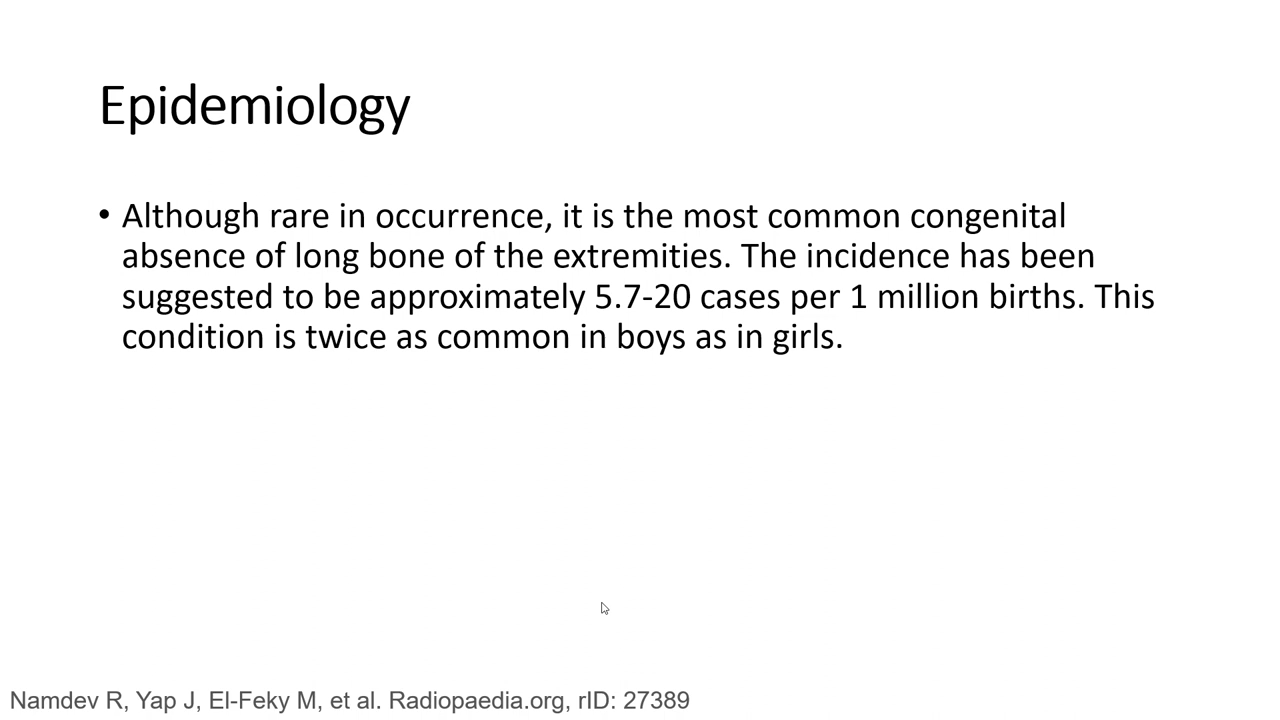 Epidemiology
• Although rare in occurrence, it is the most common congenital
absence of long bone of the extremities. The incidence has been
suggested to be approximately 5.7-20 cases per 1 million births. This
condition is twice as common in boys as in girls.
Namdev R, Yap J, El-Feky M, et al. Radiopaedia.org, rID: 27389